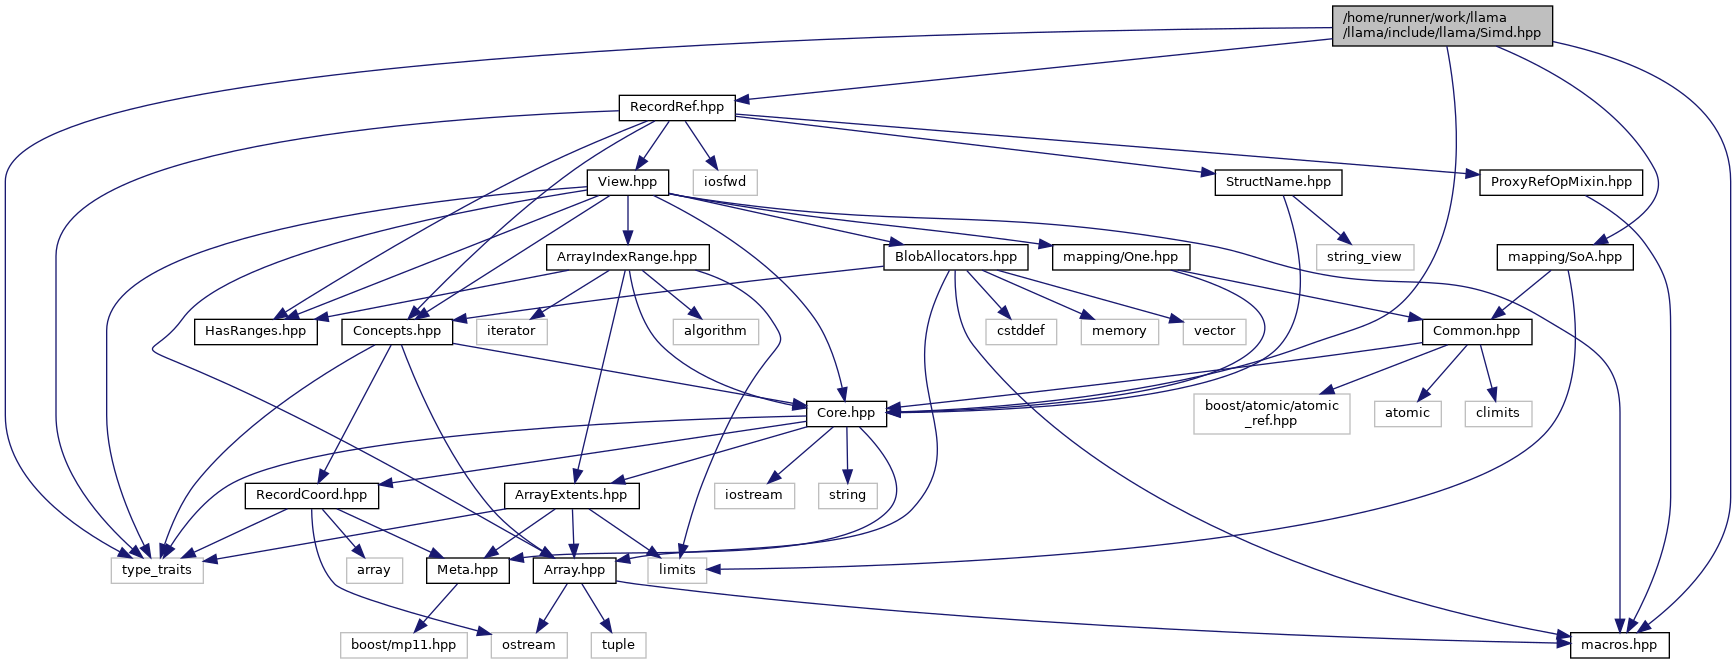 /home/runner/work/llama
/llama/include/llama/Simd.hpp
RecordRef.hpp
View.hpp
iosfwd
StructName.hpp
ProxyRefOpMixin.hpp
ArrayIndexRange.hpp
BlobAllocators.hpp
mapping/One.hpp
string_view
mapping/SoA.hpp
HasRanges.hpp
Concepts.hpp
iterator
algorithm
cstddef
memory
vector
Common.hpp
Core.hpp
boost/atomic/atomic
_ref.hpp
atomic
climits
RecordCoord.hpp
ArrayExtents.hpp
iostream
string
type_traits
array
Meta.hpp
Array.hpp
limits
boost/mp11.hpp
ostream
tuple
macros.hpp